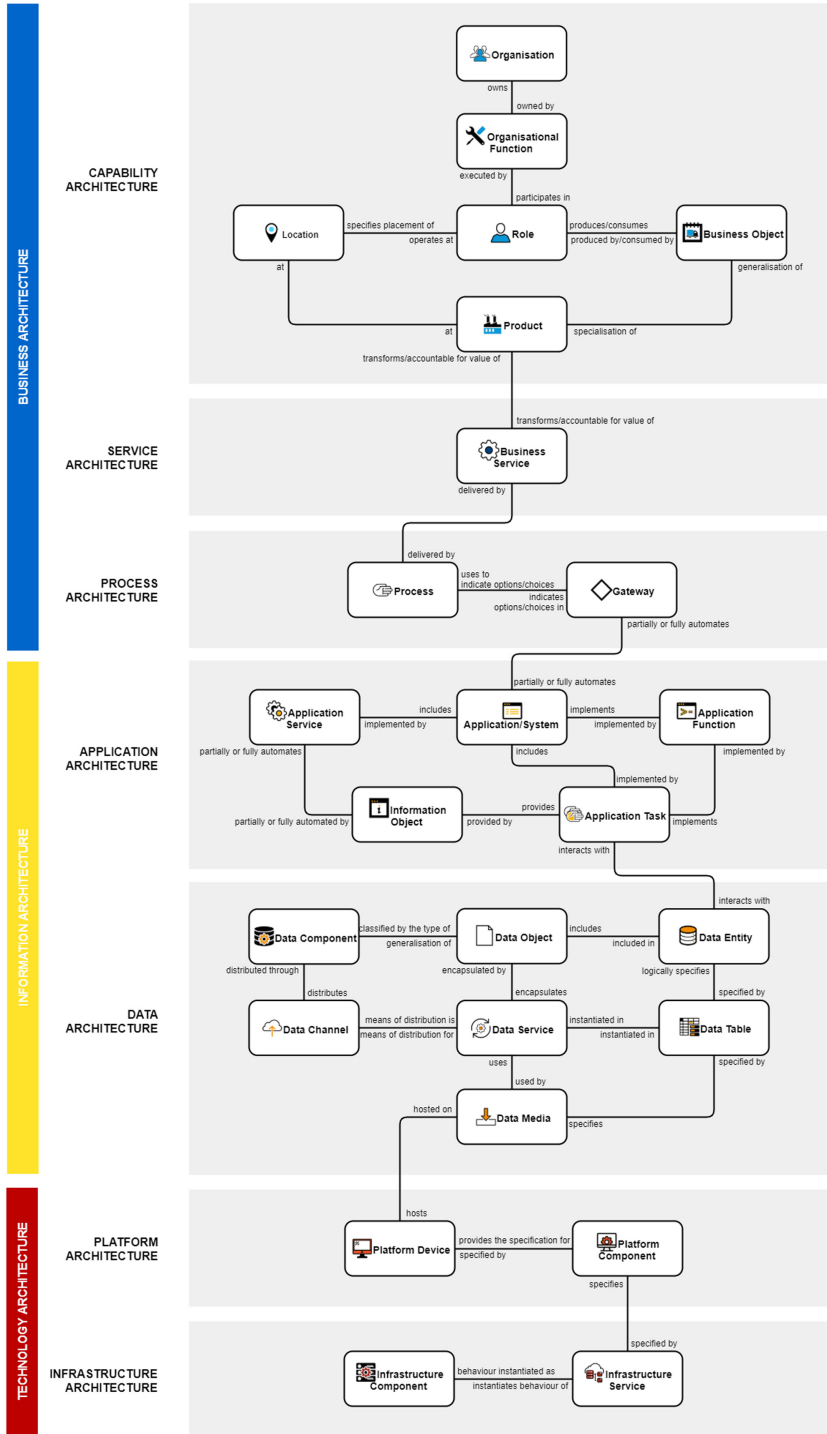 BUSINESS ARCHITECTURE
CAPABILITY
ARCHITECTURE
Organisation
owns
owned by
Organisational
Function
executed by
participates in
Location
specifies placement of
operates at
Role
produces/consumes
produced by/consumed by
Business Object
at
generalisation of
at
Product
specialisation of
transforms/accountable for value of
SERVICE
ARCHITECTURE
transforms/accountable for value of
Business
Service
delivered by
PROCESS
ARCHITECTURE
delivered by
Process
uses to
indicate options/choices
indicates
options/choices in
Gateway
partially or fully automates
INFORMATION ARCHITECTURE
APPLICATION
ARCHITECTURE
partially or fully automates
Application
Service
includes
implemented by
Application/System
implements
implemented by
Application
Function
partially or fully automates
includes
implemented by
implemented by
partially or fully automated by
Information
Object
provides
provided by
Application Task
implements
interacts with
DATA
ARCHITECTURE
interacts with
Data Component
classified by the type of
generalisation of
Data Object
includes
included in
Data Entity
distributed through
encapsulated by
logically specifies
distributes
encapsulates
specified by
Data Channel
means of distribution is
means of distribution for
Data Service
instantiated in
instantiated in
Data Table
uses
specified by
used by
hosted on
Data Media
specifies
TECHNOLOGY ARCHITECTURE
PLATFORM
ARCHITECTURE
hosts
Platform Device
provides the specification for
specified by
Platform
Component
specifies
INFRASTRUCTURE
ARCHITECTURE
specified by
Infrastructure
Component
behaviour instantiated as
instantiates behaviour of
Infrastructure
Service